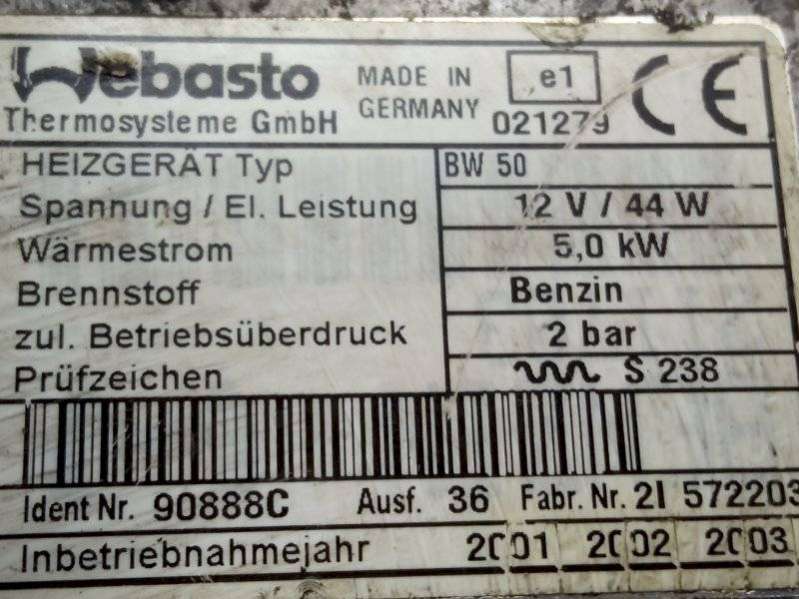 Webasto MADE IN e1 CE
Thermosysteme GmbH GERMANY 021279
HEIZGERÄT Typ BW 50
Spannung / El. Leistung 12 V / 44 W
Wärmestrom 5,0 kW
Brennstoff Benzin
zul. Betriebsüberdruck 2 bar
Prüfzeichen S 238
Ident Nr. 90888C Ausf. 36 Fabr. Nr. 2I 572203
Inbetriebnahmejahr 2001 2002 2003